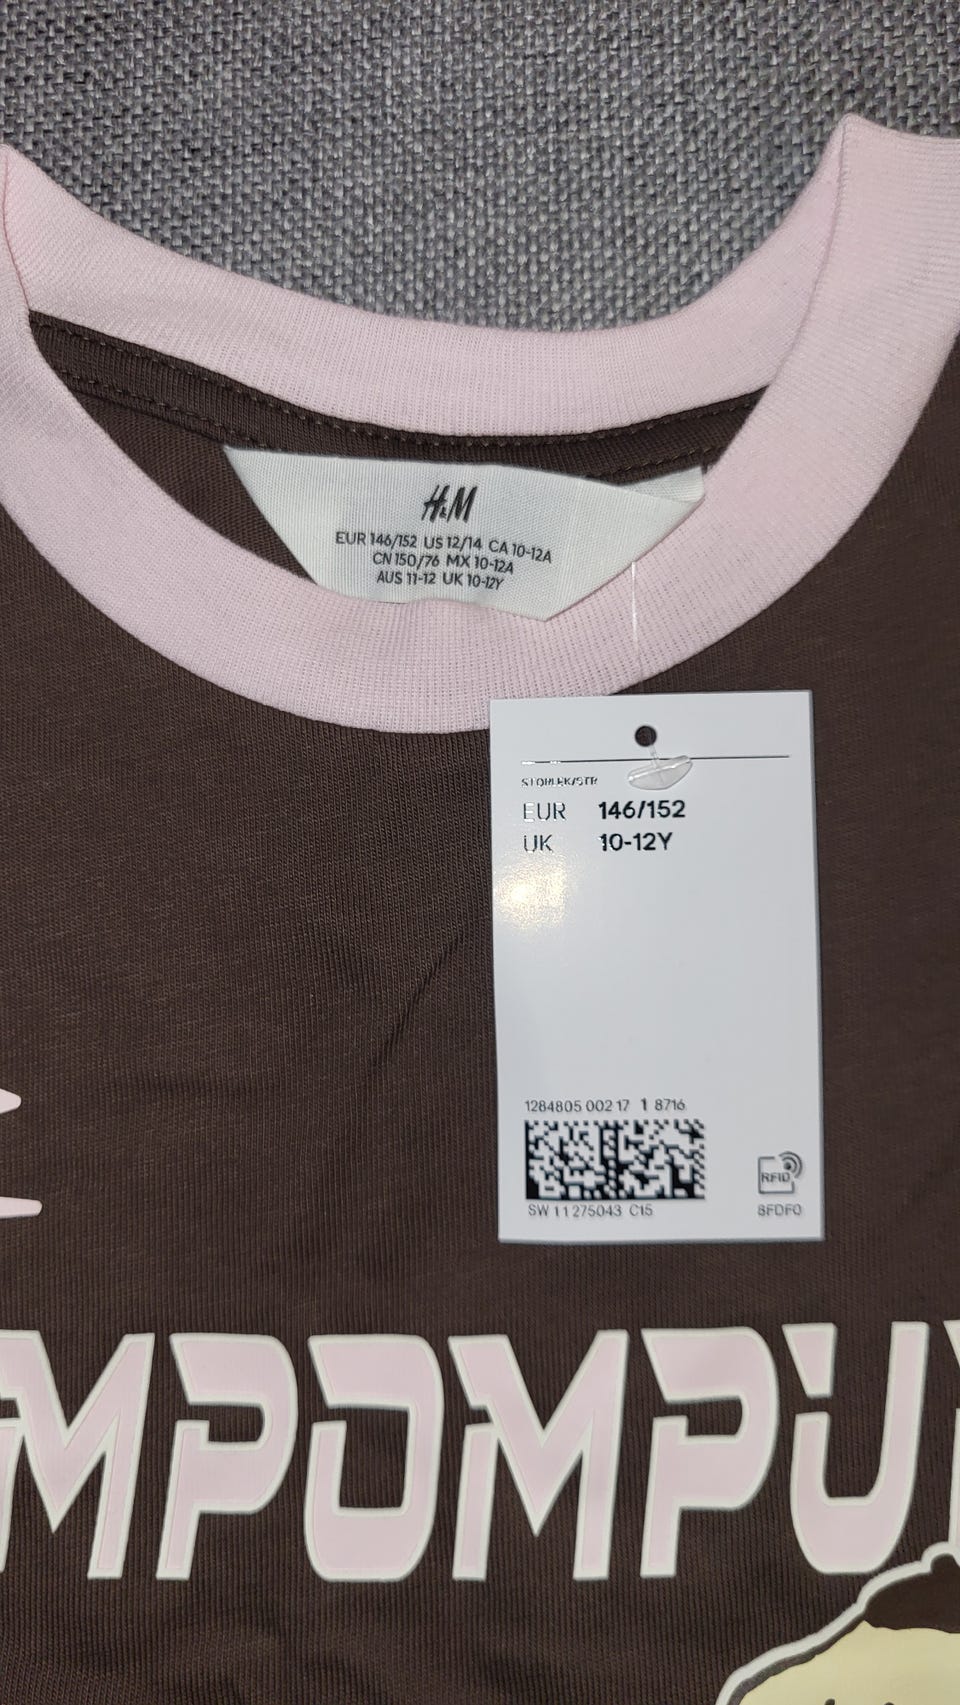 H&M
EUR 146/152 US 12/14 CA 10-12A
CN 150/76 MX 10-12A
AUS 11-12 UK 10-12Y
EUR 146/152
UK 10-12Y
1284805 002 17 1 8716
RFID
SW 11 275043 C15
8FDF0
MPOMPU